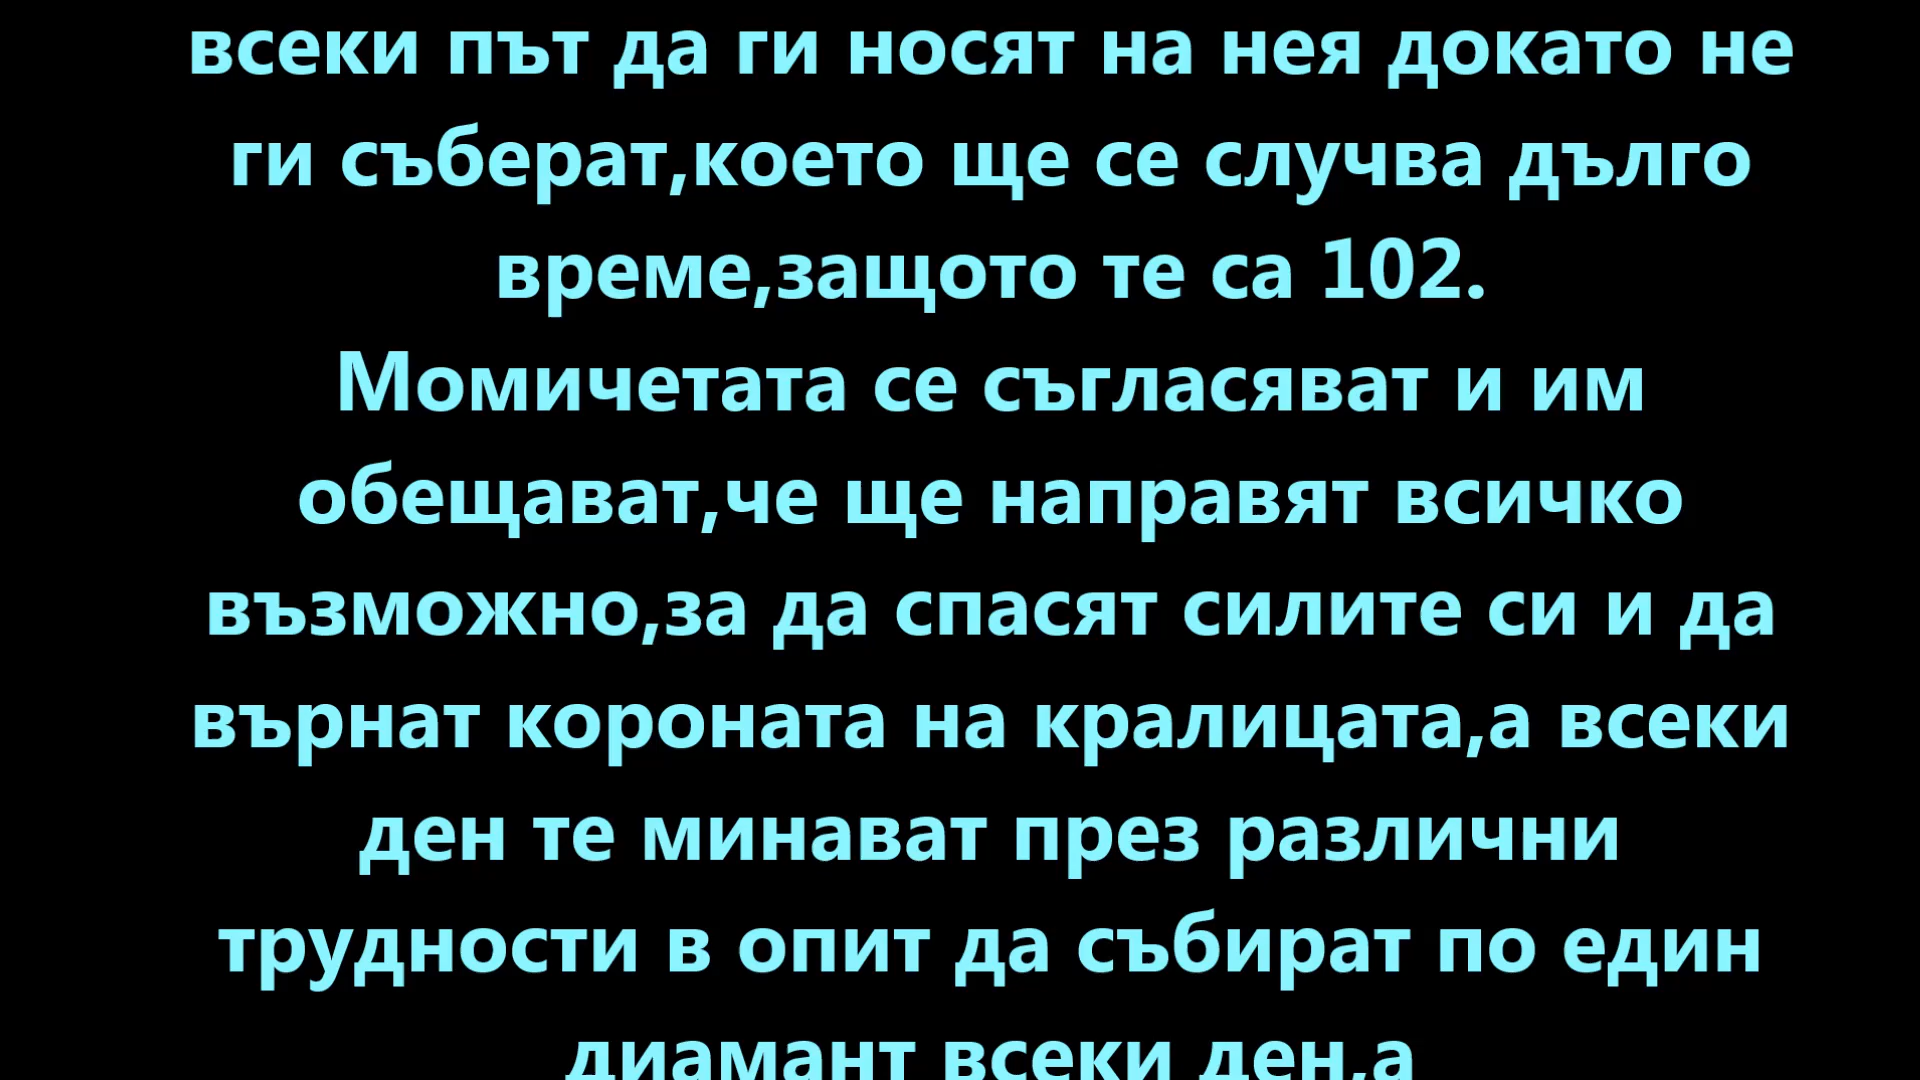 всеки път да ги носят на нея докато не
ги съберат,което ще се случва дълго
време,защото те са 102.
Момичетата се съгласяват и им
обещават,че ще направят всичко
възможно,за да спасят силите си и да
върнат короната на кралицата,а всеки
ден те минават през различни
трудности в опит да събират по един
диамант всеки ден,а